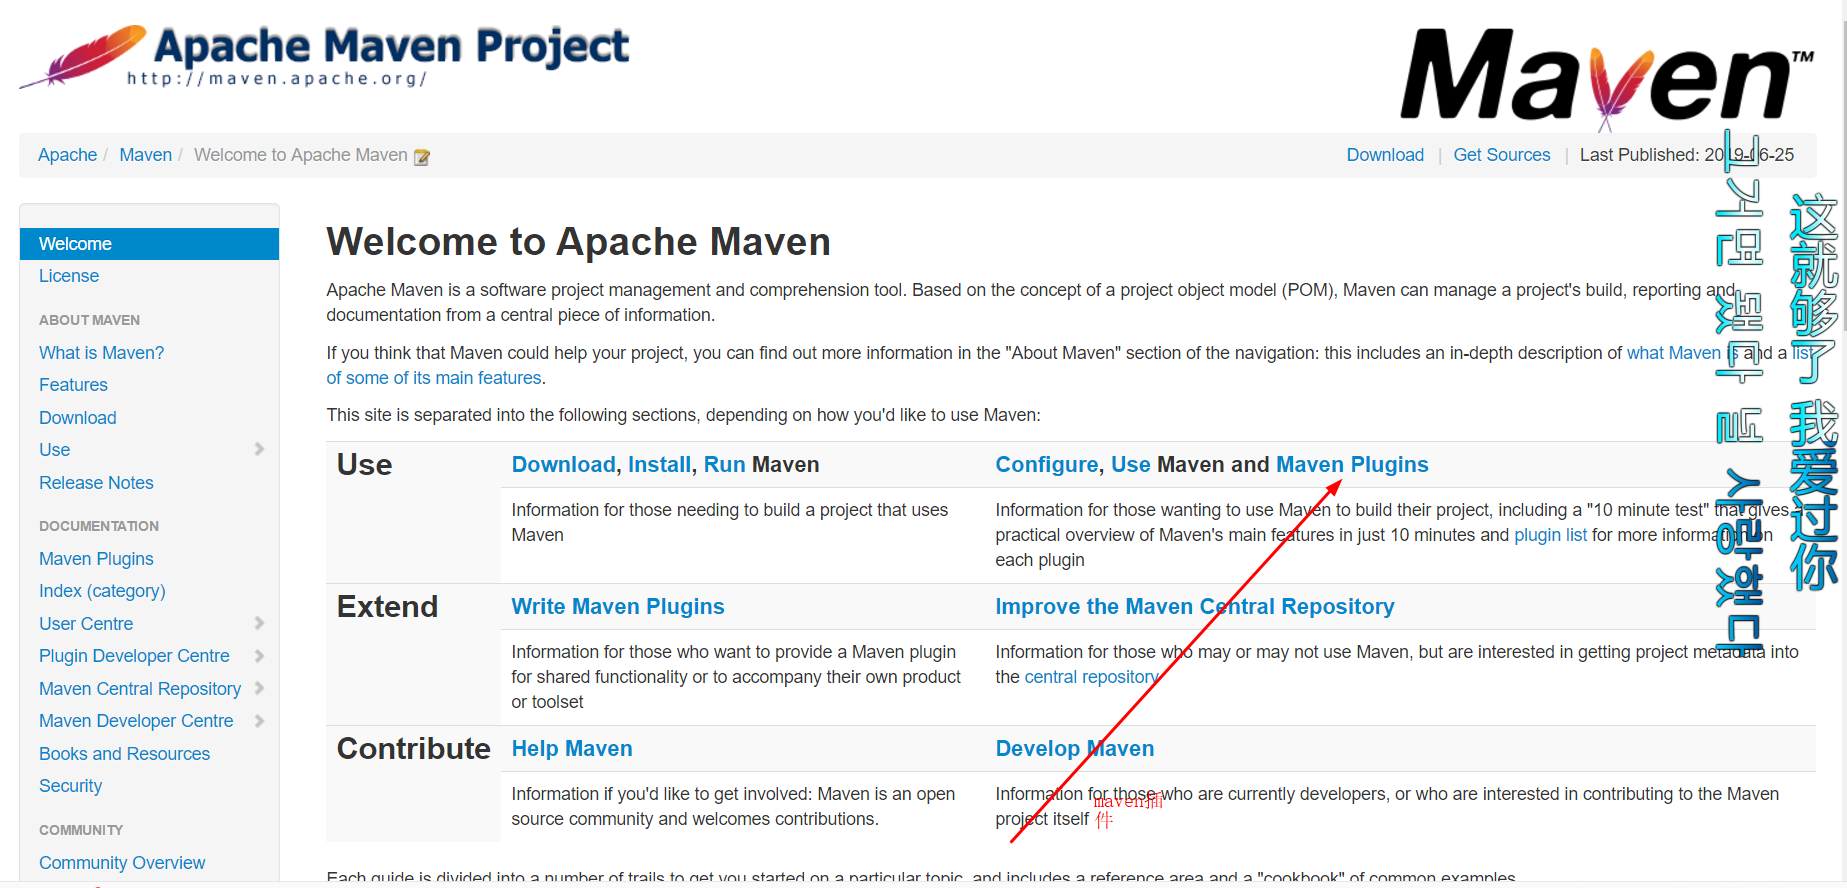 Apache Maven Project
http://maven.apache.org/
Maven™
Apache / Maven / Welcome to Apache Maven
Download | Get Sources | Last Published: 2019-06-25
Welcome
License
ABOUT MAVEN
What is Maven?
Features
Download
Use
Release Notes
DOCUMENTATION
Maven Plugins
Index (category)
User Centre
Plugin Developer Centre
Maven Central Repository
Maven Developer Centre
Books and Resources
Security
COMMUNITY
Community Overview
Welcome to Apache Maven
Apache Maven is a software project management and comprehension tool. Based on the concept of a project object model (POM), Maven can manage a project's build, reporting and
documentation from a central piece of information.
If you think that Maven could help your project, you can find out more information in the "About Maven" section of the navigation: this includes an in-depth description of what Maven is and a list
of some of its main features.
This site is separated into the following sections, depending on how you'd like to use Maven:
Use
Download, Install, Run Maven
Information for those needing to build a project that uses
Maven
Configure, Use Maven and Maven Plugins
Information for those wanting to use Maven to build their project, including a "10 minute test" that gives a
practical overview of Maven's main features in just 10 minutes and plugin list for more information on
each plugin
Extend
Write Maven Plugins
Information for those who want to provide a Maven plugin
for shared functionality or to accompany their own product
or toolset
Improve the Maven Central Repository
Information for those who may or may not use Maven, but are interested in getting project metadata into
the central repository
Contribute
Help Maven
Information if you'd like to get involved: Maven is an open
source community and welcomes contributions.
Develop Maven
Information for those who are currently developers, or who are interested in contributing to the Maven
project itself
maven插
件
Each guide is divided into a number of trails to get you started on a particular topic, and includes a reference area and a "cookbook" of common examples.
这就够了 我爱过你
그거면 됐다 널 사랑했다